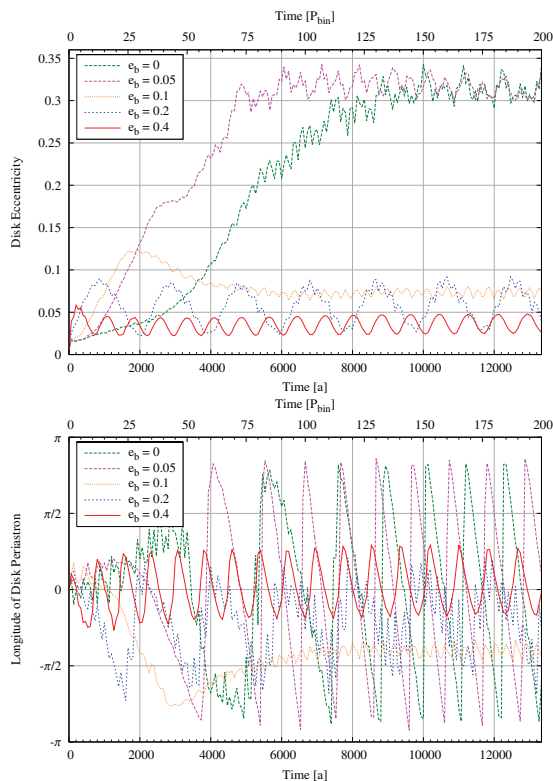 Time [P_bin]
0 25 50 75 100 125 150 175 200
0.35
0.3
0.25
0.2
0.15
0.1
0.05
0
Disk Eccentricity
e_b = 0
e_b = 0.05
e_b = 0.1
e_b = 0.2
e_b = 0.4
0 2000 4000 6000 8000 10000 12000
Time [a]
Time [P_bin]
0 25 50 75 100 125 150 175 200
π
π/2
0
-π/2
-π
Longitude of Disk Periastron
e_b = 0
e_b = 0.05
e_b = 0.1
e_b = 0.2
e_b = 0.4
0 2000 4000 6000 8000 10000 12000
Time [a]